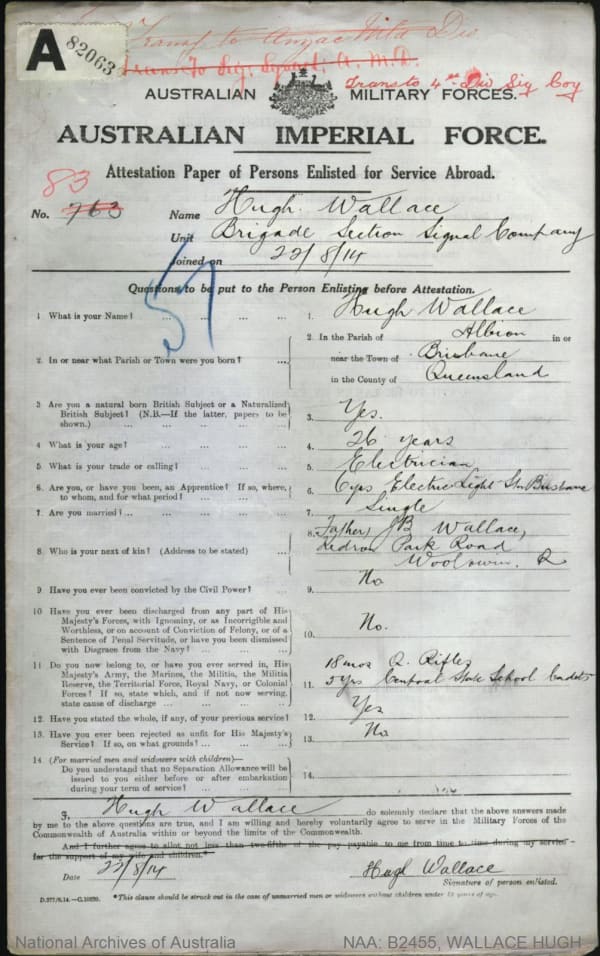 A 82063
Transf to Anzac Mtd Div
Trans to Sig. Squad. A. M. D.
Trans to 4th Div Sig Coy
AUSTRALIAN MILITARY FORCES.
AUSTRALIAN IMPERIAL FORCE.
Attestation Paper of Persons Enlisted for Service Abroad.
83
No. 763 Name Hugh Wallace
Unit Brigade Section Signal Company
Joined on 22/8/14
57
Questions to be put to the Person Enlisting before Attestation.
1 What is your Name? ... ... ... ... 1. Hugh Wallace
2. In or near what Parish or Town were you born? ...
2. In the Parish of Albion in or
near the Town of Brisbane
in the County of Queensland
3 Are you a natural born British Subject or a Naturalized
British Subject? (N.B.—If the latter, papers to be
shown.) ... ... ... ... 3. Yes.
4. What is your age? ... ... ... ... 4. 26 years
5. What is your trade or calling? ... ... ... 5. Electrician
6. Are you, or have you been, an Apprentice? If so, where,
to whom, and for what period? ... ... ... 6. 6 yrs Electric Light Stn Brisbane
7. Are you married? ... ... ... ... 7. Single
8. Who is your next of kin? (Address to be stated) ...
8. Father, J B Wallace,
Kedron Park Road
Wooloowin. Q
9 Have you ever been convicted by the Civil Power? ... 9. No
10 Have you ever been discharged from any part of His
Majesty's Forces, with Ignominy, or as Incorrigible and
Worthless, or on account of Conviction of Felony, or of a
Sentence of Penal Servitude, or have you been dismissed
with Disgrace from the Navy? ... ... ... 10. No.
11 Do you now belong to, or have you ever served in, His
Majesty's Army, the Marines, the Militia, the Militia
Reserve, the Territorial Force, Royal Navy, or Colonial
Forces? If so, state which, and if not now serving,
state cause of discharge ... ... ...
11. 18 mos Q. Rifles
5 yrs Central State School Cadets
12. Have you stated the whole, if any, of your previous service? 12. Yes
13. Have you ever been rejected as unfit for His Majesty's
Service? If so, on what grounds? ... ... ... 13. No
14 (For married men and widowers with children)—
Do you understand that no Separation Allowance will be
issued to you either before or after embarkation
during your term of service? ... ... ... 14.
I, Hugh Wallace do solemnly declare that the above answers made
by me to the above questions are true, and I am willing and hereby voluntarily agree to serve in the Military Forces of the
Commonwealth of Australia within or beyond the limits of the Commonwealth.
And I further agree to allot not less than two-fifths of the pay payable to me from time to time during my service
for the support of my wife and children.*
Date 22/8/14 Hugh Wallace
Signature of person enlisted.
D.377/8.14.—C.10220. *This clause should be struck out in the case of unmarried men or widowers without children under 18 years of age.
National Archives of Australia NAA: B2455, WALLACE HUGH